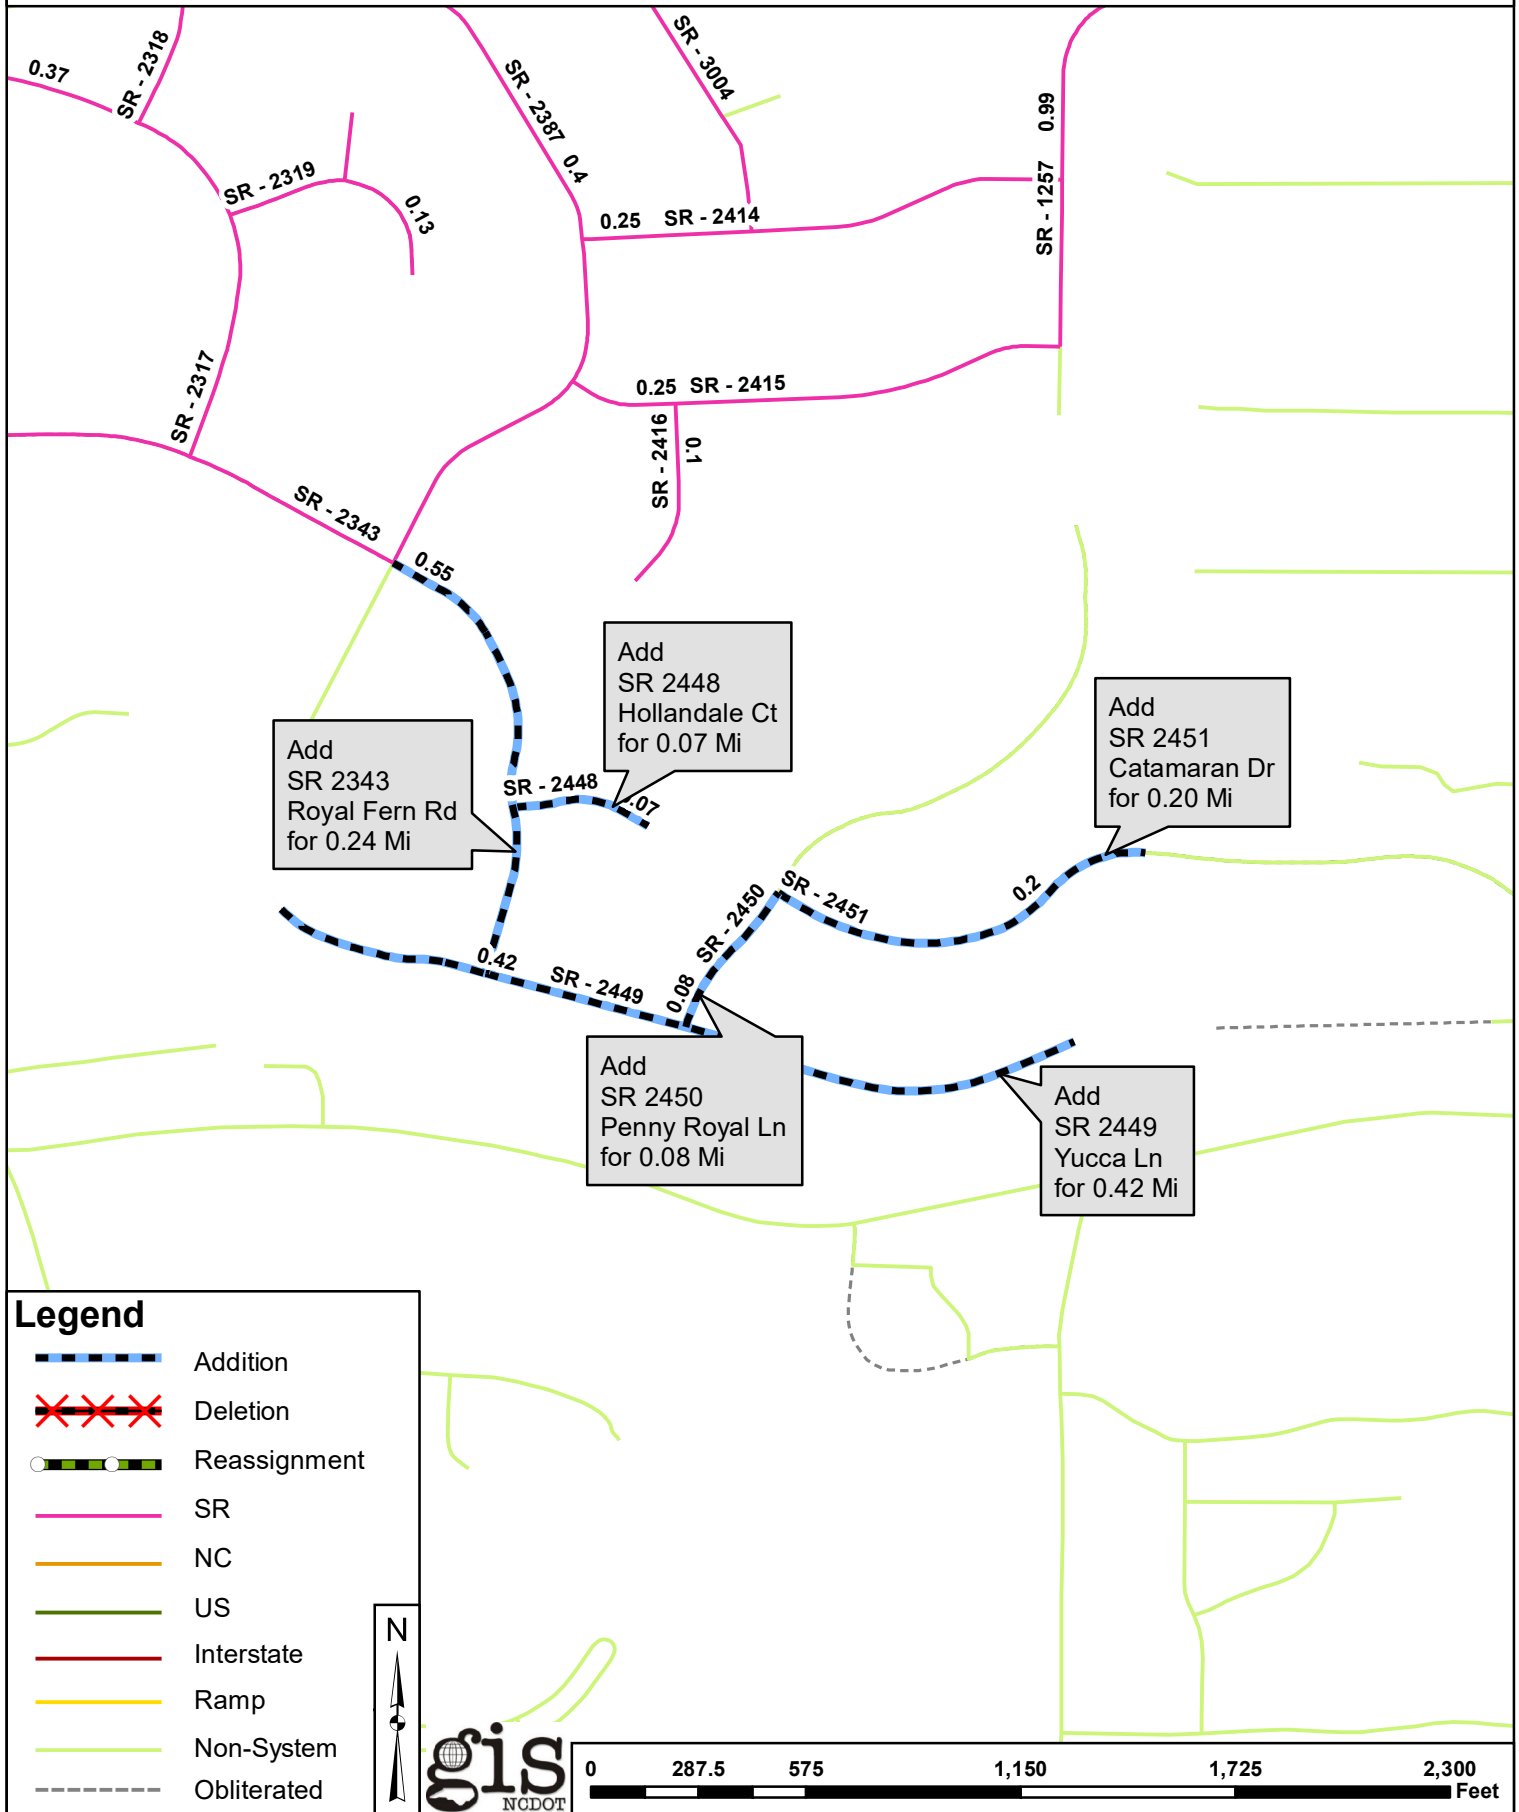 SR - 2318
0.37
SR - 2319
0.13
SR - 2317
SR - 2387 0.4
SR - 3004
0.25 SR - 2414
SR - 1257 0.99
0.25 SR - 2415
SR - 2416
0.1
SR - 2343
0.55
Add
SR 2448
Hollandale Ct
for 0.07 Mi
Add
SR 2451
Catamaran Dr
for 0.20 Mi
Add
SR 2343
Royal Fern Rd
for 0.24 Mi
SR - 2448
.07
SR - 2451
0.2
SR - 2450
0.08
0.42
SR - 2449
Add
SR 2450
Penny Royal Ln
for 0.08 Mi
Add
SR 2449
Yucca Ln
for 0.42 Mi
Legend
Addition
Deletion
Reassignment
SR
NC
US
Interstate
Ramp
Non-System
Obliterated
N
gis
NCDOT
0 287.5 575 1,150 1,725 2,300
Feet